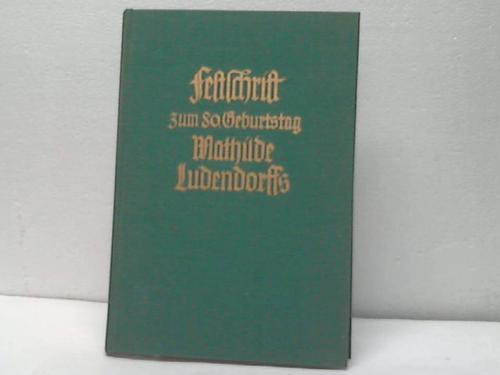 Festschrift
zum 80. Geburtstag
Mathilde
Ludendorffs